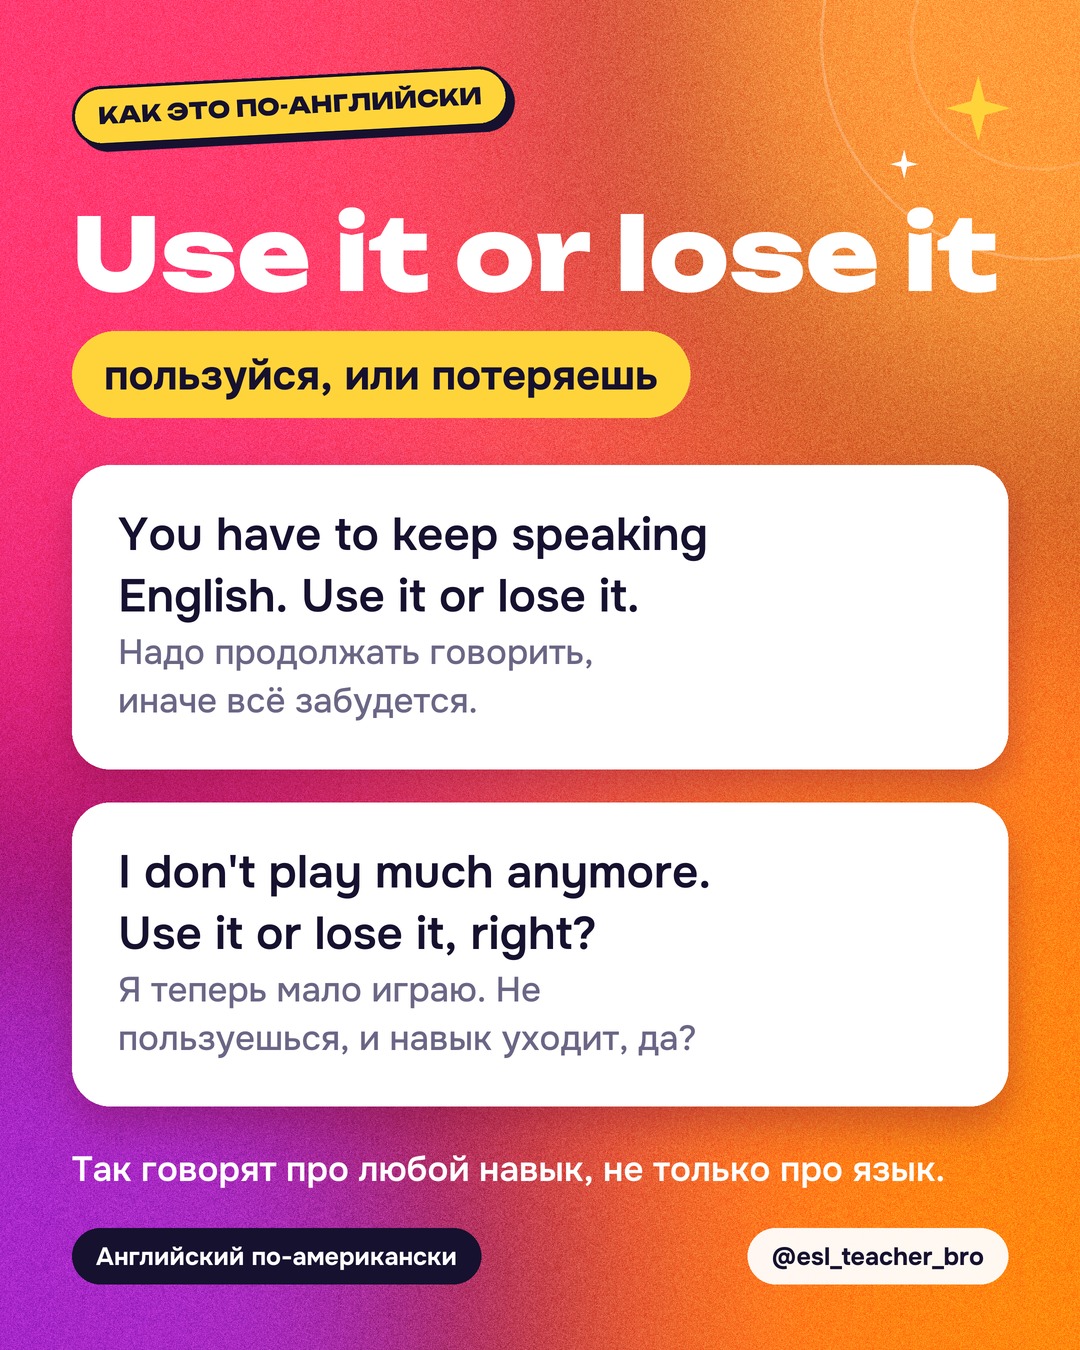 КАК ЭТО ПО-АНГЛИЙСКИ
Use it or lose it
пользуйся, или потеряешь
You have to keep speaking
English. Use it or lose it.
Надо продолжать говорить,
иначе всё забудется.
I don't play much anymore.
Use it or lose it, right?
Я теперь мало играю. Не
пользуешься, и навык уходит, да?
Так говорят про любой навык, не только про язык.
Английский по-американски
@esl_teacher_bro